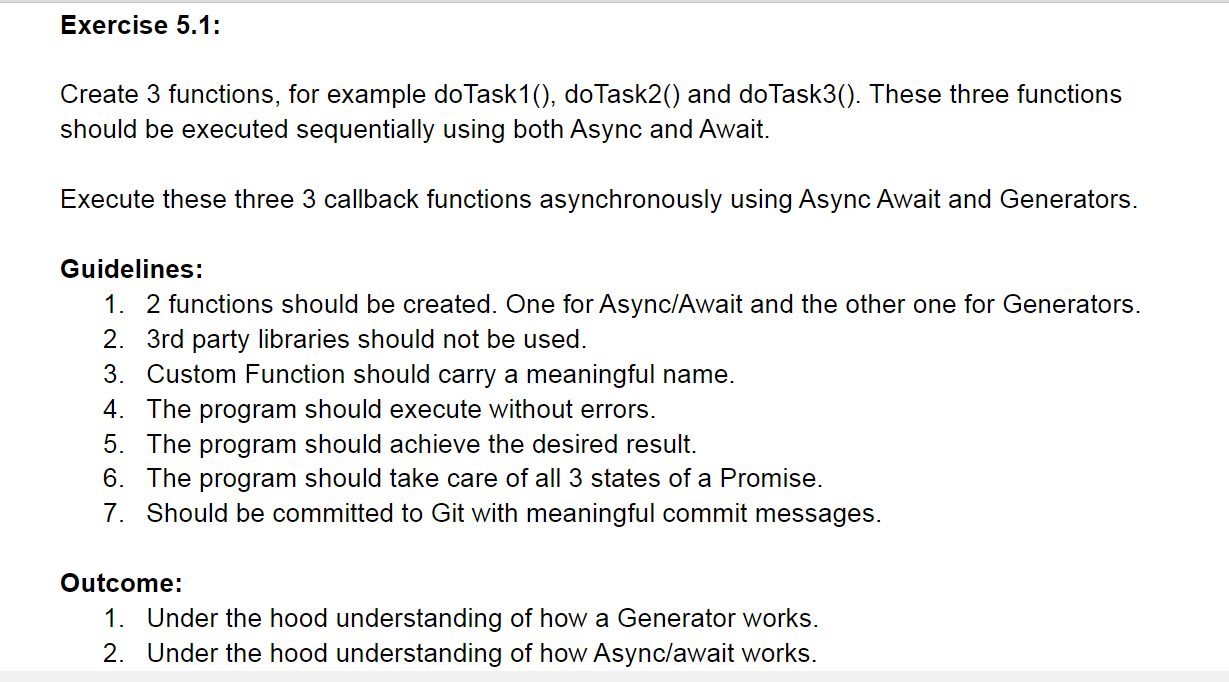 Exercise 5.1:
Create 3 functions, for example doTask1(), doTask2() and doTask3(). These three functions
should be executed sequentially using both Async and Await.
Execute these three 3 callback functions asynchronously using Async Await and Generators.
Guidelines:
1. 2 functions should be created. One for Async/Await and the other one for Generators.
2. 3rd party libraries should not be used.
3. Custom Function should carry a meaningful name.
4. The program should execute without errors.
5. The program should achieve the desired result.
6. The program should take care of all 3 states of a Promise.
7. Should be committed to Git with meaningful commit messages.
Outcome:
1. Under the hood understanding of how a Generator works.
2. Under the hood understanding of how Async/await works.